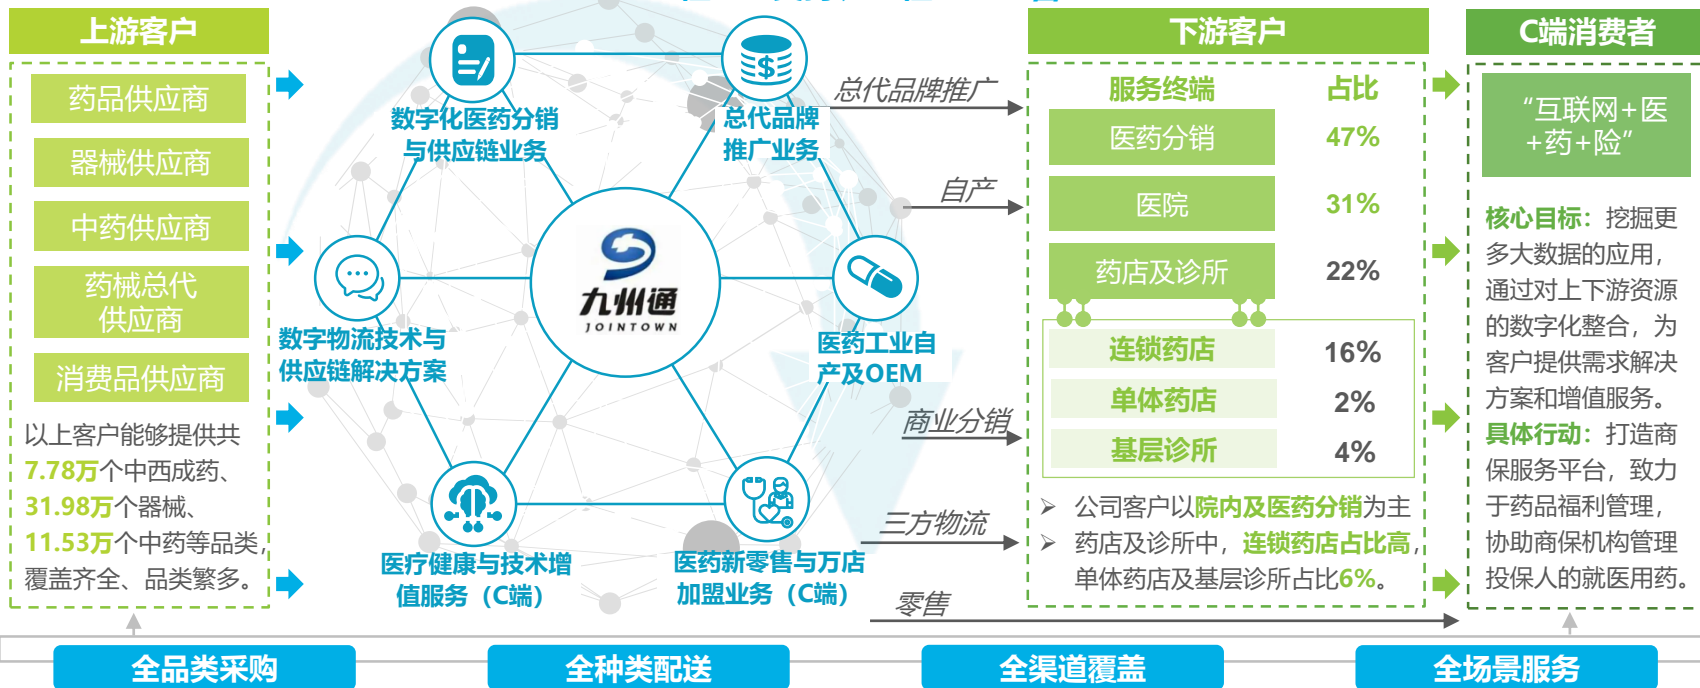 上游客户
药品供应商
器械供应商
中药供应商
药械总代
供应商
消费品供应商
以上客户能够提供共
7.78万个中西成药、
31.98万个器械、
11.53万个中药等品类，
覆盖齐全、品类繁多。
数字化医药分销
与供应链业务
总代品牌
推广业务
数字物流技术与
供应链解决方案
九州通
JOINTOWN
医药工业自
产及OEM
医疗健康与技术增
值服务（C端）
医药新零售与万店
加盟业务（C端）
总代品牌推广
自产
商业分销
三方物流
零售
下游客户
服务终端 占比
医药分销 47%
医院 31%
药店及诊所 22%
连锁药店 16%
单体药店 2%
基层诊所 4%
➢ 公司客户以院内及医药分销为主
➢ 药店及诊所中，连锁药店占比高，
单体药店及基层诊所占比6%。
C端消费者
“互联网+医
+药+险”
核心目标：挖掘更
多大数据的应用，
通过对上下游资源
的数字化整合，为
客户提供需求解决
方案和增值服务。
具体行动：打造商
保服务平台，致力
于药品福利管理，
协助商保机构管理
投保人的就医用药。
全品类采购
全种类配送
全渠道覆盖
全场景服务